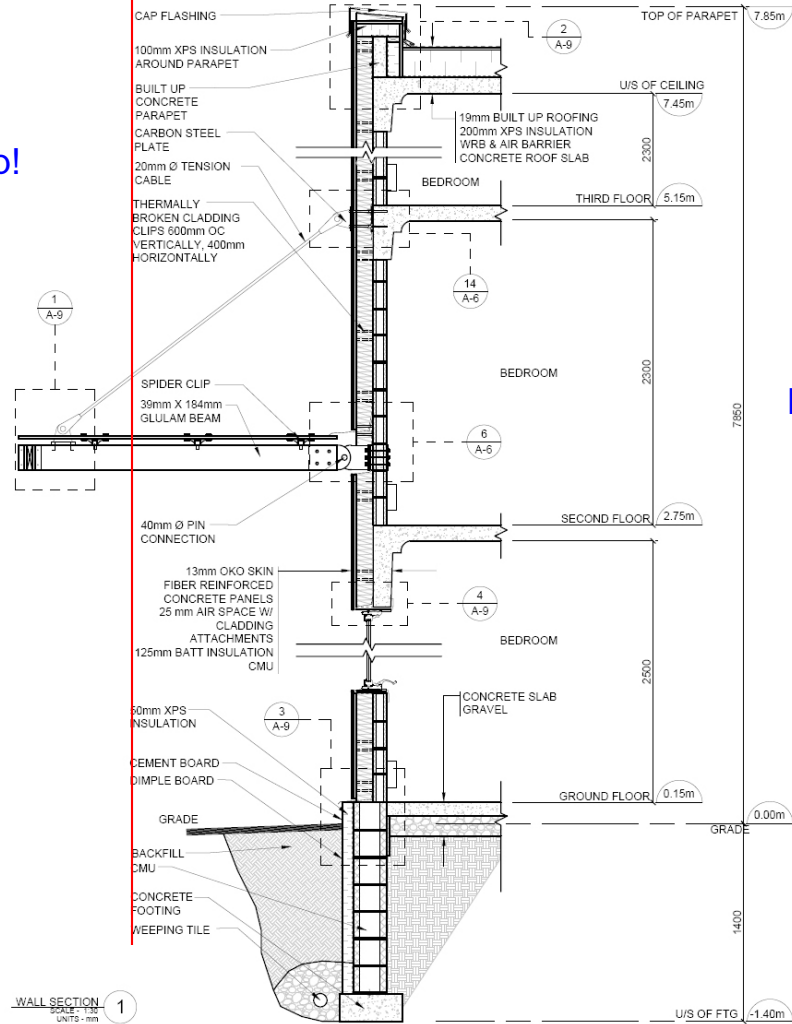 CAP FLASHING
TOP OF PARAPET
7.85m
2
A-9
100mm XPS INSULATION
AROUND PARAPET
U/S OF CEILING
7.45m
BUILT UP
CONCRETE
PARAPET
19mm BUILT UP ROOFING
200mm XPS INSULATION
WRB & AIR BARRIER
CONCRETE ROOF SLAB
CARBON STEEL
PLATE
2300
o!
20mm Ø TENSION
CABLE
BEDROOM
THIRD FLOOR
5.15m
THERMALLY
BROKEN CLADDING
CLIPS 600mm OC
VERTICALLY, 400mm
HORIZONTALLY
14
A-6
1
A-9
BEDROOM
2300
7850
SPIDER CLIP
39mm X 184mm
GLULAM BEAM
6
A-6
40mm Ø PIN
CONNECTION
SECOND FLOOR
2.75m
13mm OKO SKIN
FIBER REINFORCED
CONCRETE PANELS
25 mm AIR SPACE W/
CLADDING
ATTACHMENTS
125mm BATT INSULATION
CMU
4
A-9
BEDROOM
2500
CONCRETE SLAB
GRAVEL
50mm XPS
INSULATION
3
A-9
CEMENT BOARD
DIMPLE BOARD
GROUND FLOOR
0.15m
GRADE
0.00m
GRADE
BACKFILL
CMU
CONCRETE
FOOTING
WEEPING TILE
1400
WALL SECTION
SCALE - 1:30
UNITS - mm
1
U/S OF FTG
-1.40m